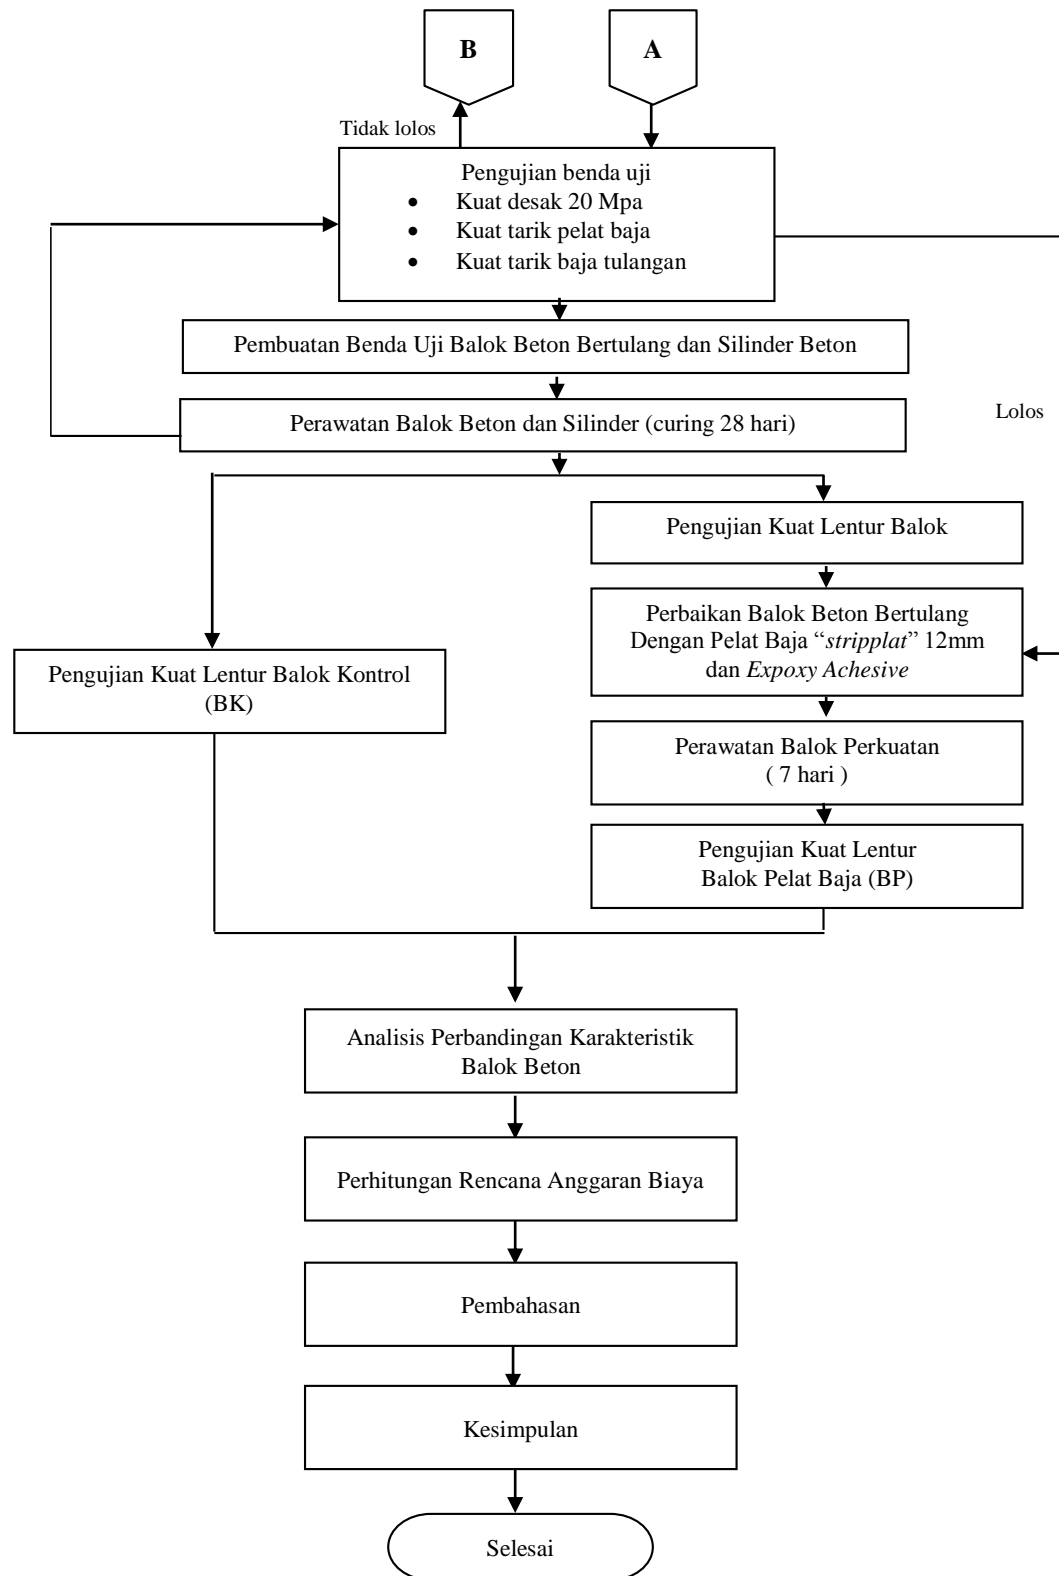 B
A
Tidak lolos
Pengujian benda uji
• Kuat desak 20 Mpa
• Kuat tarik pelat baja
• Kuat tarik baja tulangan
Pembuatan Benda Uji Balok Beton Bertulang dan Silinder Beton
Perawatan Balok Beton dan Silinder (curing 28 hari)
Lolos
Pengujian Kuat Lentur Balok
Perbaikan Balok Beton Bertulang
Dengan Pelat Baja “stripplat” 12mm
dan Expoxy Achesive
Pengujian Kuat Lentur Balok Kontrol
(BK)
Perawatan Balok Perkuatan
( 7 hari )
Pengujian Kuat Lentur
Balok Pelat Baja (BP)
Analisis Perbandingan Karakteristik
Balok Beton
Perhitungan Rencana Anggaran Biaya
Pembahasan
Kesimpulan
Selesai